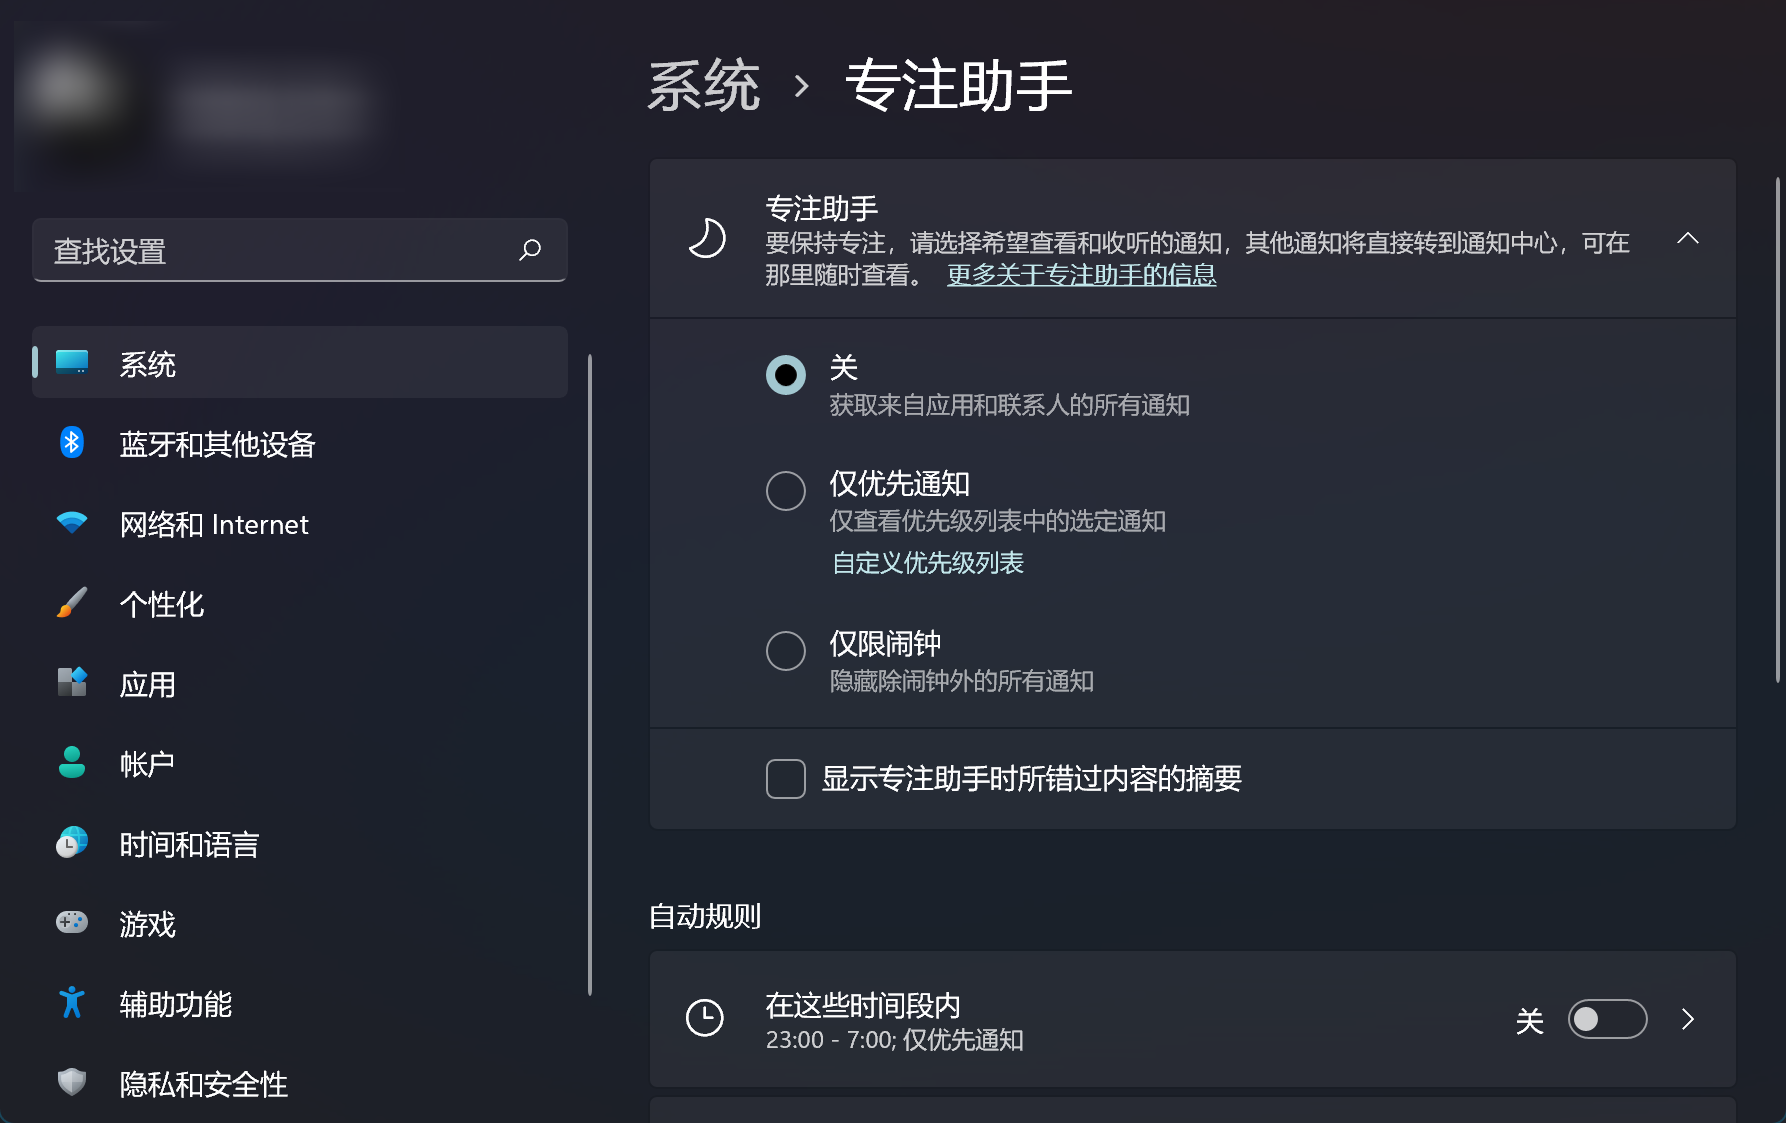 系统 › 专注助手
查找设置
系统
蓝牙和其他设备
网络和 Internet
个性化
应用
帐户
时间和语言
游戏
辅助功能
隐私和安全性
专注助手
要保持专注，请选择希望查看和收听的通知，其他通知将直接转到通知中心，可在
那里随时查看。 更多关于专注助手的信息
关
获取来自应用和联系人的所有通知
仅优先通知
仅查看优先级列表中的选定通知
自定义优先级列表
仅限闹钟
隐藏除闹钟外的所有通知
显示专注助手时所错过内容的摘要
自动规则
在这些时间段内
23:00 - 7:00; 仅优先通知
关